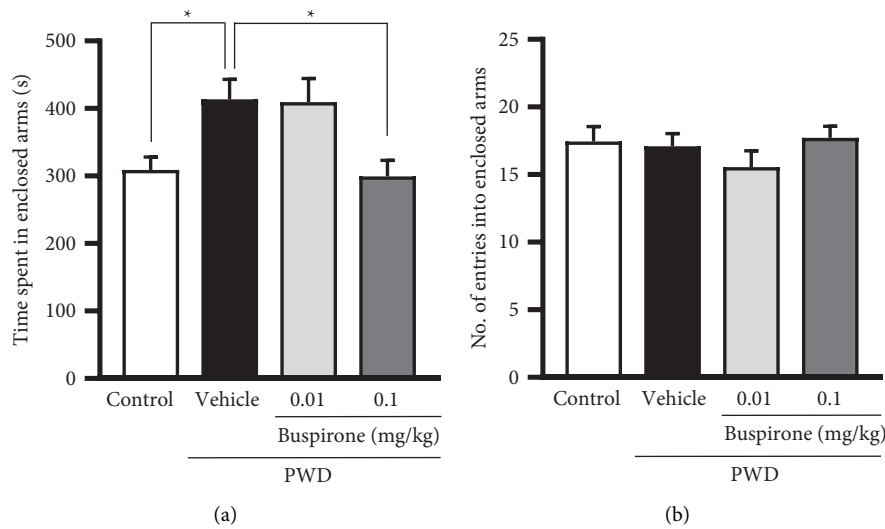 Time spent in enclosed arms (s)
500
400
300
200
100
0
* *
Control Vehicle 0.01 0.1
Buspirone (mg/kg)
PWD
(a)
No. of entries into enclosed arms
25
20
15
10
5
0
Control Vehicle 0.01 0.1
Buspirone (mg/kg)
PWD
(b)